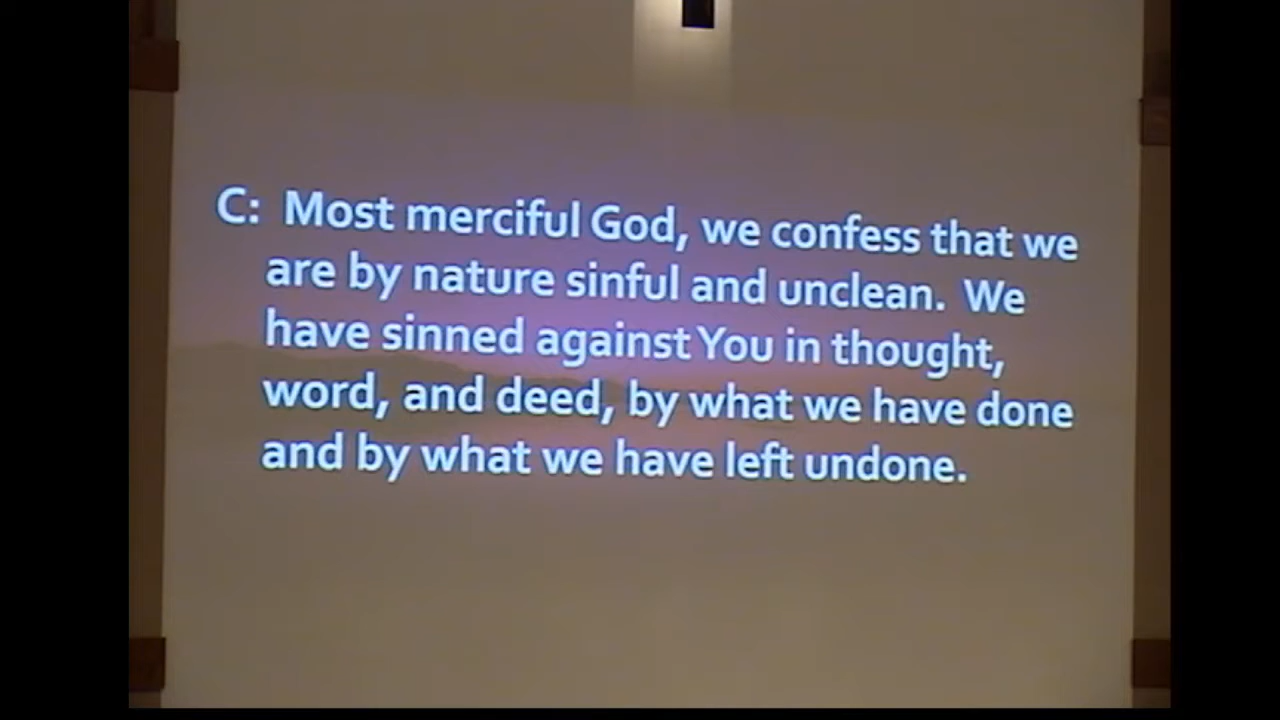 C: Most merciful God, we confess that we
are by nature sinful and unclean. We
have sinned against You in thought,
word, and deed, by what we have done
and by what we have left undone.